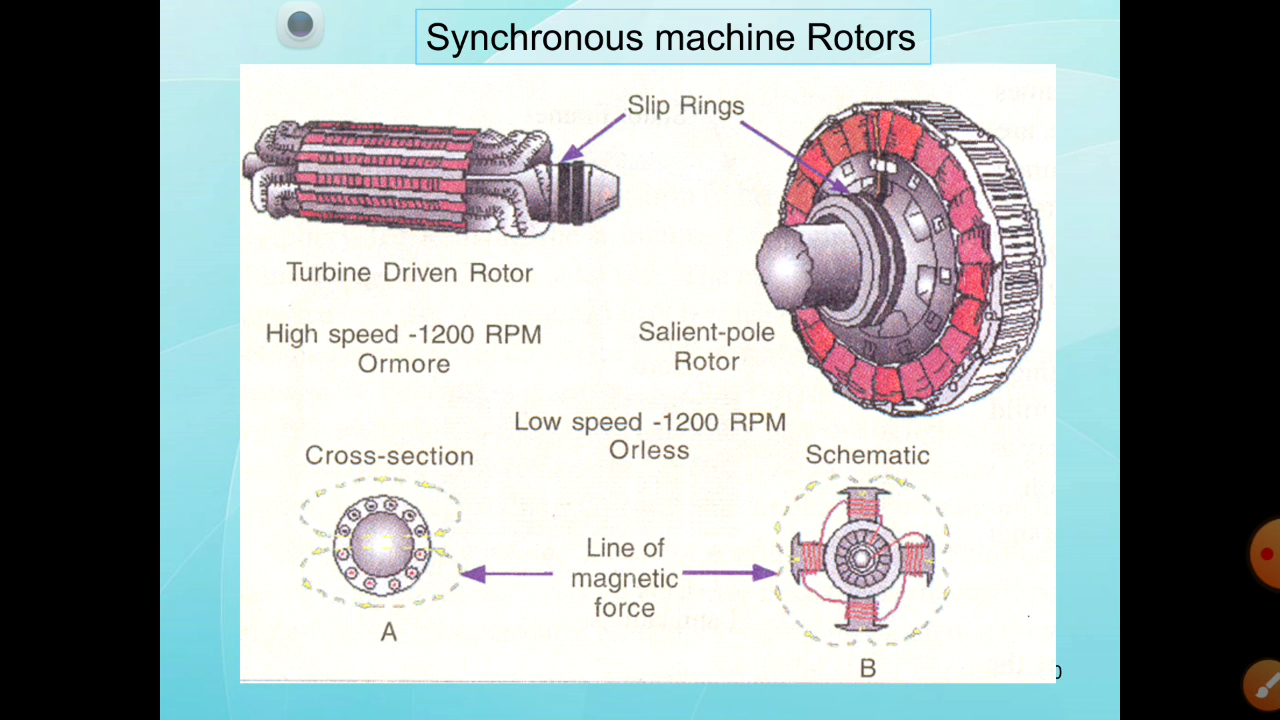 Synchronous machine Rotors
Slip Rings
Turbine Driven Rotor
High speed -1200 RPM
Ormore
Salient-pole
Rotor
Low speed -1200 RPM
Orless
Cross-section
Schematic
Line of
magnetic
force
A
B